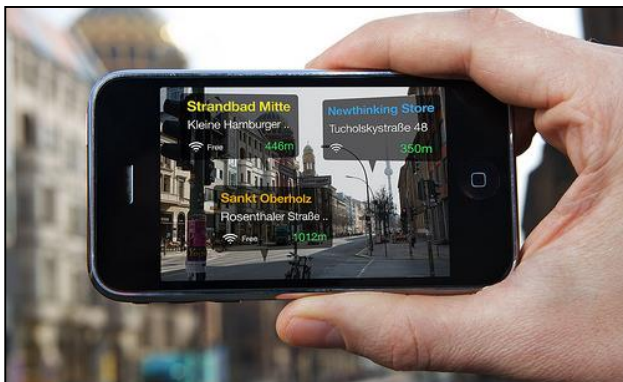 Strandbad Mitte
Kleine Hamburger ..
Free 446m
Newthinking Store
Tucholskystraße 48
350m
Sankt Oberholz
Rosenthaler Straße ..
Free 1012m